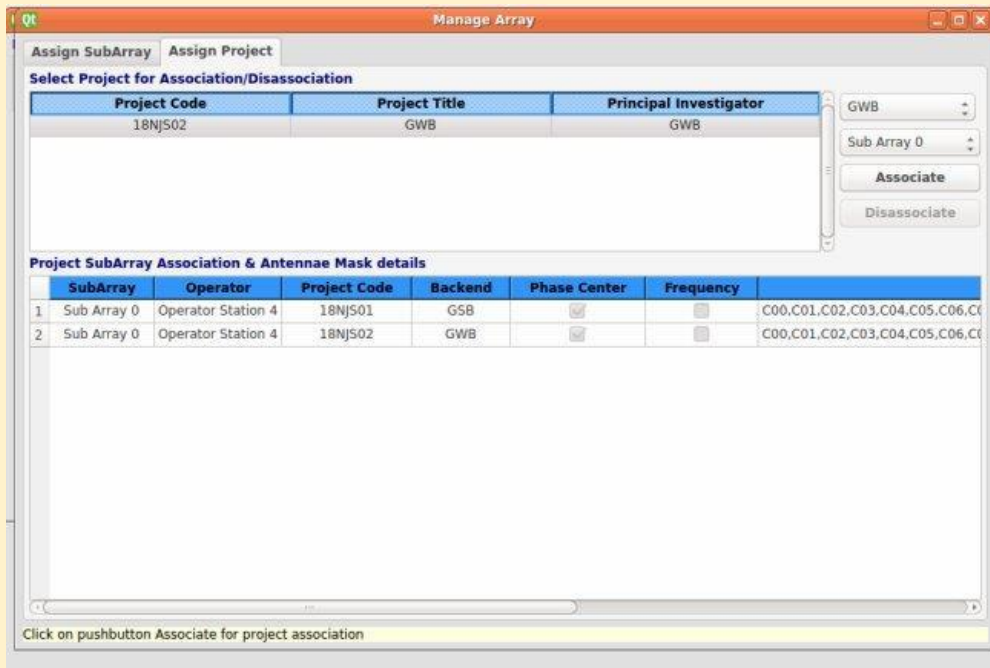 Qt Manage Array
Assign SubArray Assign Project
Select Project for Association/Disassociation
Project Code Project Title Principal Investigator
18NJS02 GWB GWB
GWB
Sub Array 0
Associate
Disassociate
Project SubArray Association & Antennae Mask details
SubArray Operator Project Code Backend Phase Center Frequency
1 Sub Array 0 Operator Station 4 18NJS01 GSB C00,C01,C02,C03,C04,C05,C06,C0
2 Sub Array 0 Operator Station 4 18NJS02 GWB C00,C01,C02,C03,C04,C05,C06,C0
Click on pushbutton Associate for project association